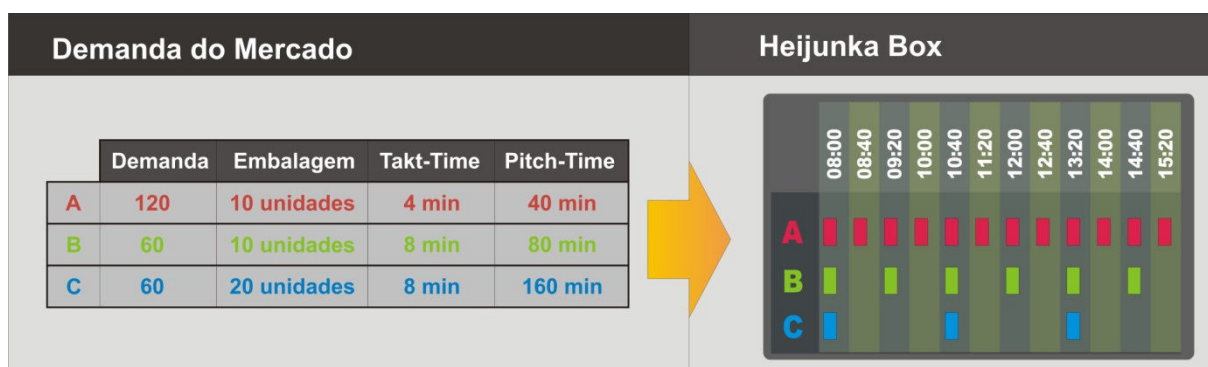 Demanda do Mercado
Demanda Embalagem Takt-Time Pitch-Time
A 120 10 unidades 4 min 40 min
B 60 10 unidades 8 min 80 min
C 60 20 unidades 8 min 160 min
Heijunka Box
08:00 08:40 09:20 10:00 10:40 11:20 12:00 12:40 13:20 14:00 14:40 15:20
A
B
C